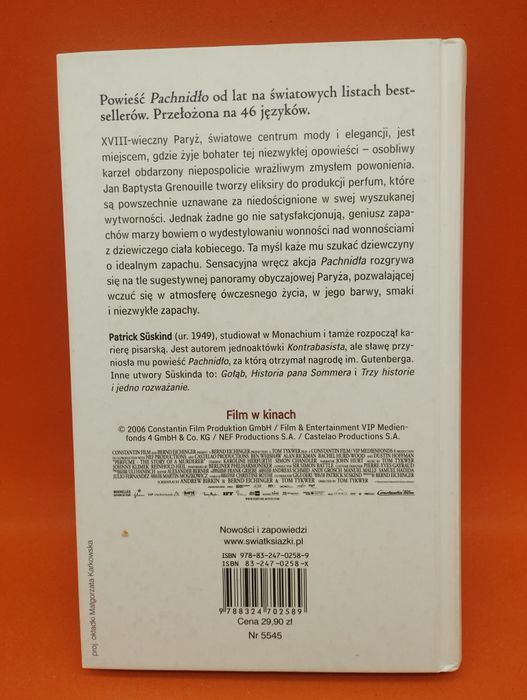 Powieść Pachnidło od lat na światowych listach best-
sellerów. Przełożona na 46 języków.
XVIII-wieczny Paryż, światowe centrum mody i elegancji, jest
miejscem, gdzie żyje bohater tej niezwykłej opowieści – osobliwy
karzeł obdarzony niepospolicie wrażliwym zmysłem powonienia.
Jan Baptysta Grenouille tworzy eliksiry do produkcji perfum, które
są powszechnie uznawane za niedoścignione w swej wyszukanej
wytworności. Jednak żadne go nie satysfakcjonują, geniusz zapa-
chów marzy bowiem o wydestylowaniu wonności nad wonnościami
z dziewiczego ciała kobiecego. Ta myśl każe mu szukać dziewczyny
o idealnym zapachu. Sensacyjna wręcz akcja Pachnidła rozgrywa
się na tle sugestywnej panoramy obyczajowej Paryża, pozwalającej
wczuć się w atmosferę ówczesnego życia, w jego barwy, smaki
i niezwykłe zapachy.
Patrick Süskind (ur. 1949), studiował w Monachium i tamże rozpoczął ka-
rierę pisarską. Jest autorem jednoaktówki Kontrabasista, ale sławę przy-
niosła mu powieść Pachnidło, za którą otrzymał nagrodę im. Gutenberga.
Inne utwory Süskinda to: Gołąb, Historia pana Sommera i Trzy historie
i jedno rozważanie.
Film w kinach
© 2006 Constantin Film Produktion GmbH / Film & Entertainment VIP Medien-
fonds 4 GmbH & Co. KG / NEF Productions S.A. / Castelao Productions S.A.
Nowości i zapowiedzi
www.swiatksiazki.pl
ISBN 978-83-247-0258-9
ISBN 83-247-0258-X
9 788324 702589
Cena 29,90 zł
Nr 5545
proj. okładki Małgorzata Karkowska